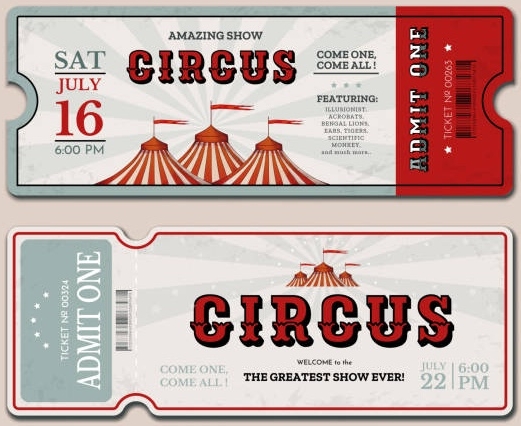 SAT
JULY
16
6:00 PM
AMAZING SHOW
CIRCUS
COME ONE,
COME ALL !
FEATURING:
ILLUSIONIST,
ACROBATS,
BENGAL LIONS,
EARS, TIGERS,
SCIENTIFIC
MONKEY,
and much more..
ADMIT ONE
TICKET Nº 00263
TICKET Nº 00324
ADMIT ONE
CIRCUS
WELCOME to the
THE GREATEST SHOW EVER!
COME ONE,
COME ALL !
JULY
22
6:00
PM